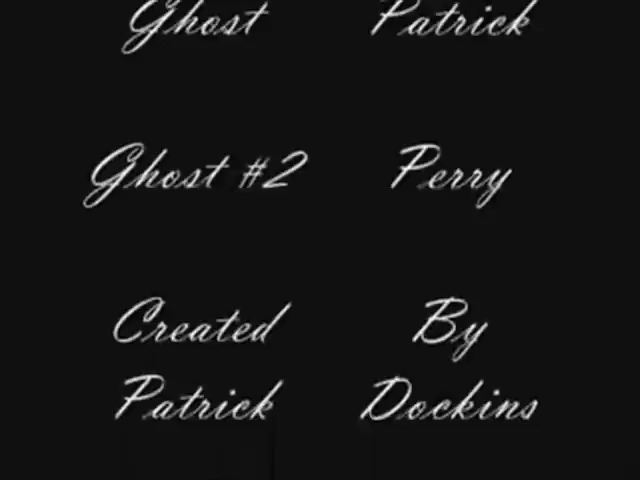 Ghost Patrick
Ghost #2 Perry
Created By
Patrick Dockins